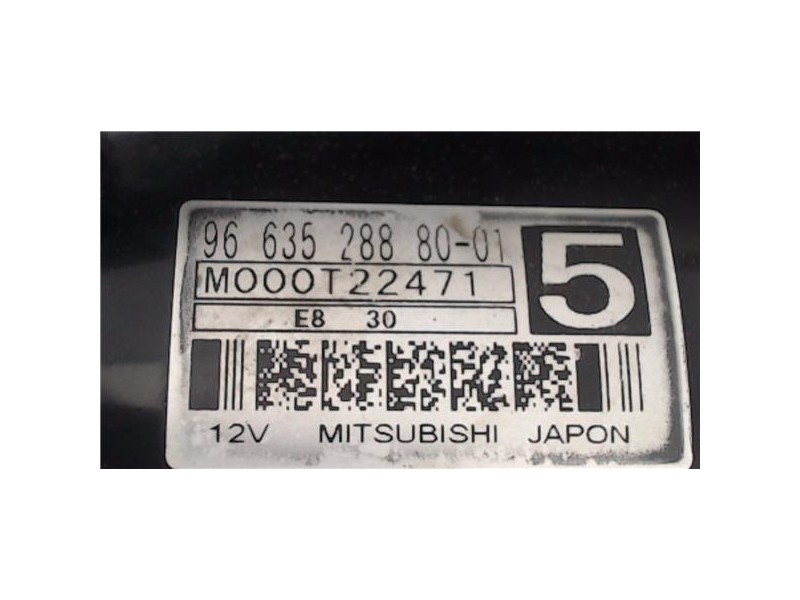 96 635 288 80-01
M000T22471
5
E8 30
12V MITSUBISHI JAPON